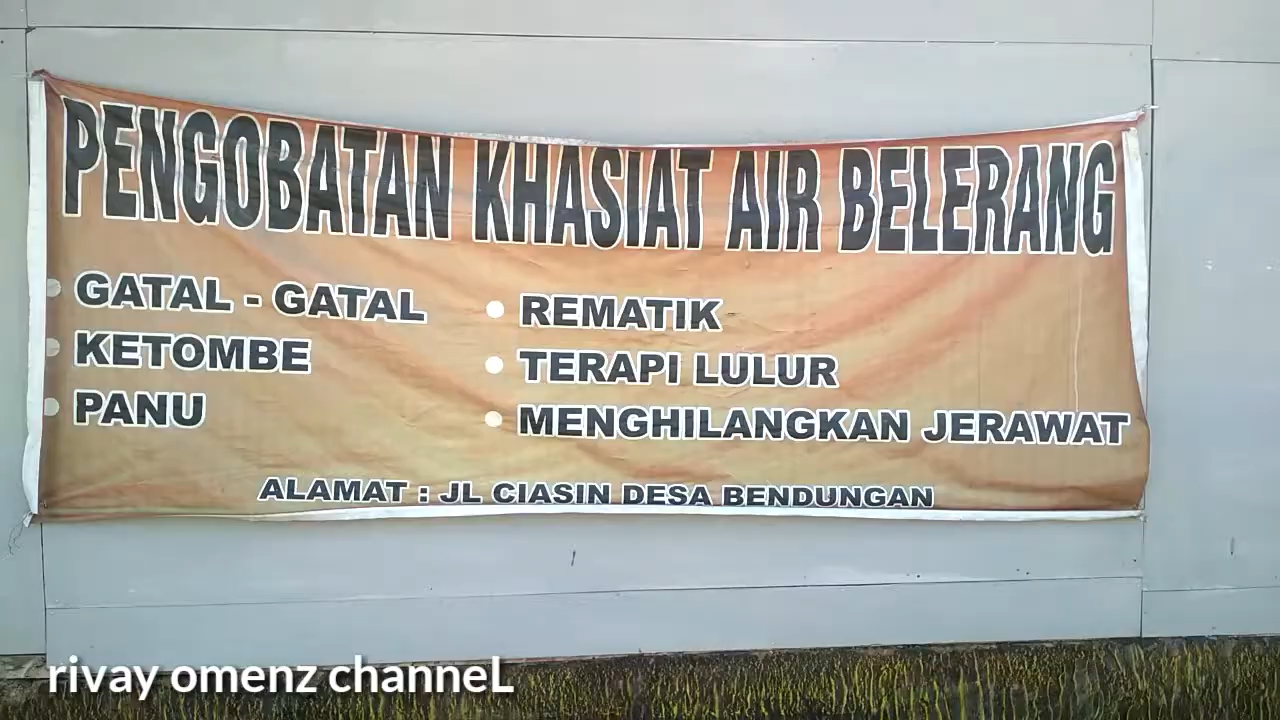 PENGOBATAN KHASIAT AIR BELERANG
GATAL - GATAL
KETOMBE
PANU
REMATIK
TERAPI LULUR
MENGHILANGKAN JERAWAT
ALAMAT : JL CIASIN DESA BENDUNGAN
rivay omenz channeL